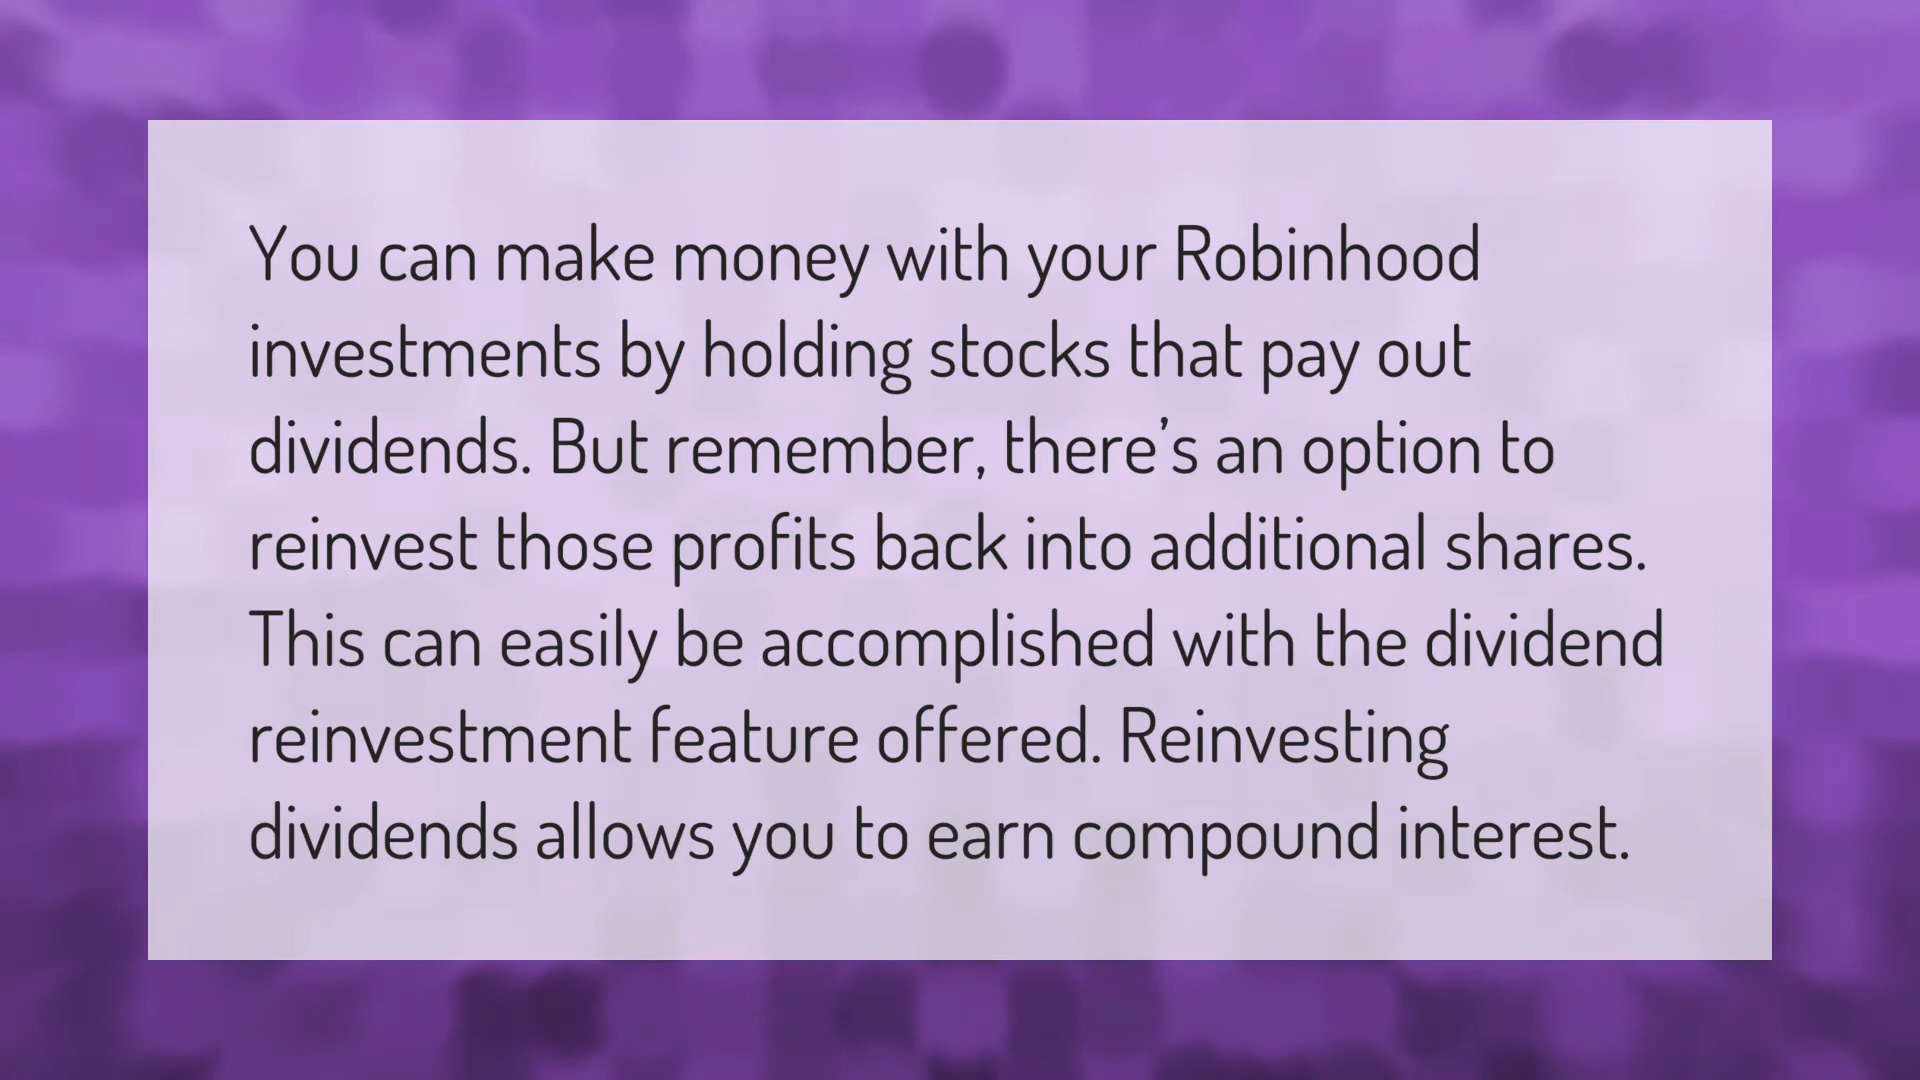 You can make money with your Robinhood
investments by holding stocks that pay out
dividends. But remember, there’s an option to
reinvest those profits back into additional shares.
This can easily be accomplished with the dividend
reinvestment feature offered. Reinvesting
dividends allows you to earn compound interest.